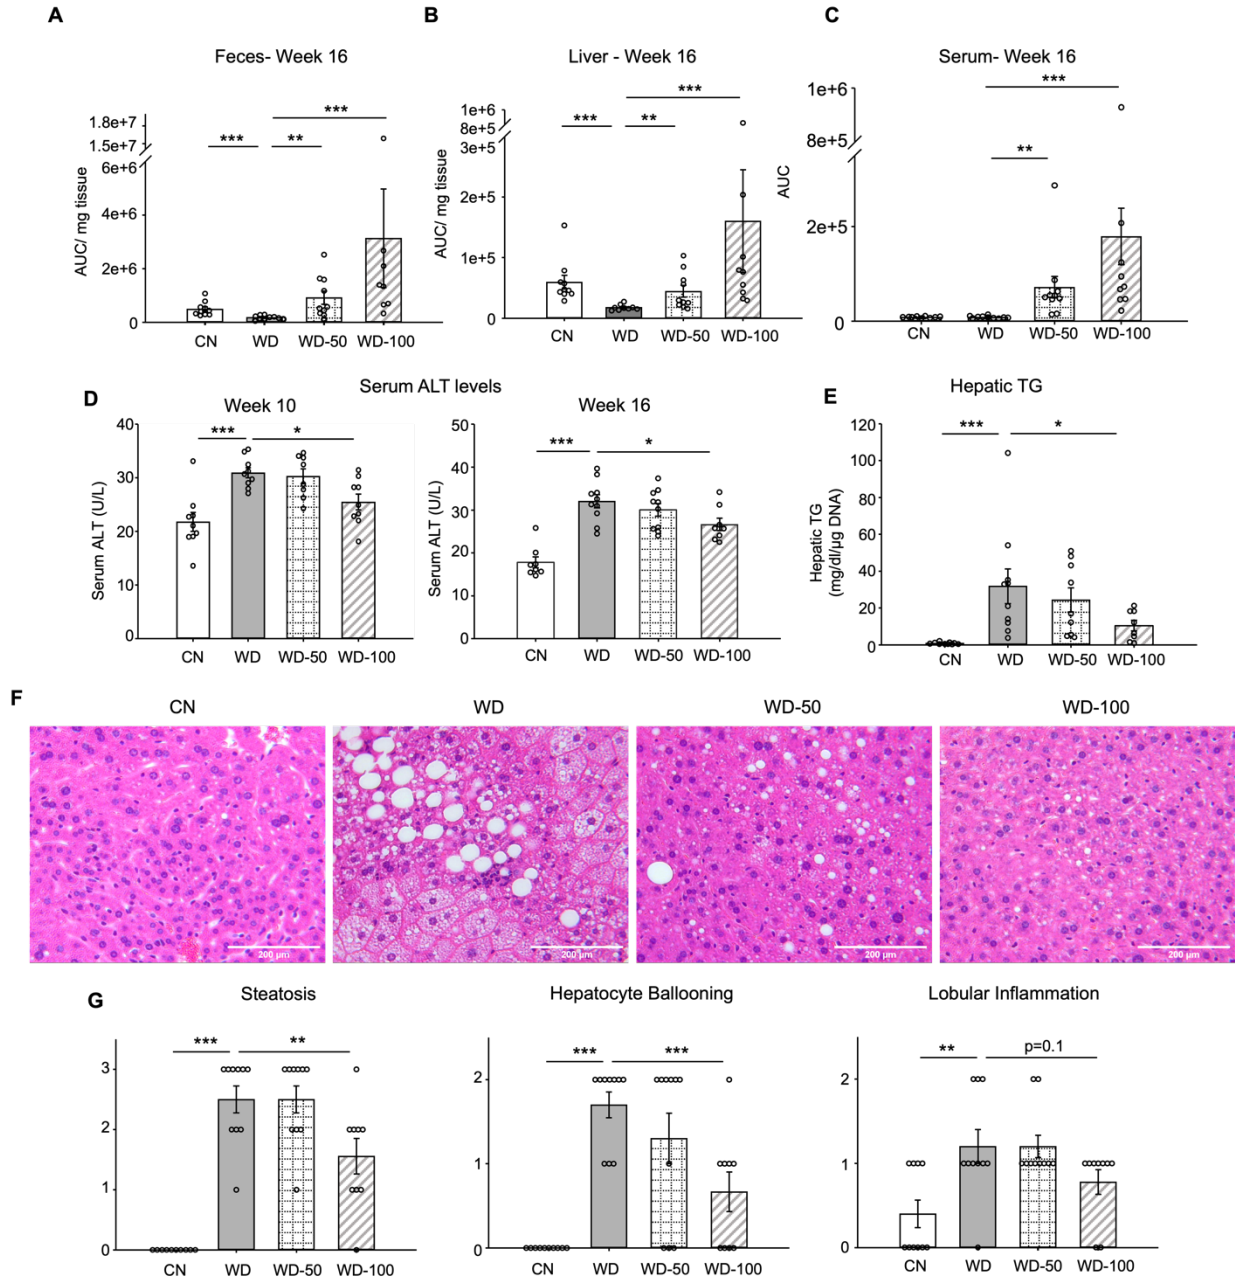 A
B
C
Feces- Week 16
Liver - Week 16
Serum- Week 16
AUC/ mg tissue
1.8e+7
1.5e+7
6e+6
4e+6
2e+6
0
***
**
***
CN WD WD-50 WD-100
AUC/ mg tissue
1e+6
8e+5
3e+5
2e+5
1e+5
0
***
**
***
CN WD WD-50 WD-100
AUC
1e+6
8e+5
2e+5
0
**
***
CN WD WD-50 WD-100
D
Serum ALT levels
Week 10
Serum ALT (U/L)
40
30
20
10
0
***
*
CN WD WD-50 WD-100
Week 16
Serum ALT (U/L)
50
40
30
20
10
0
***
*
CN WD WD-50 WD-100
E
Hepatic TG
Hepatic TG
(mg/dl/µg DNA)
120
100
80
60
40
20
0
***
*
CN WD WD-50 WD-100
F
CN
WD
WD-50
WD-100
200 µm
200 µm
200 µm
200 µm
G
Steatosis
3
2
1
0
***
**
CN WD WD-50 WD-100
Hepatocyte Ballooning
2
1
0
***
***
CN WD WD-50 WD-100
Lobular Inflammation
2
1
0
**
p=0.1
CN WD WD-50 WD-100